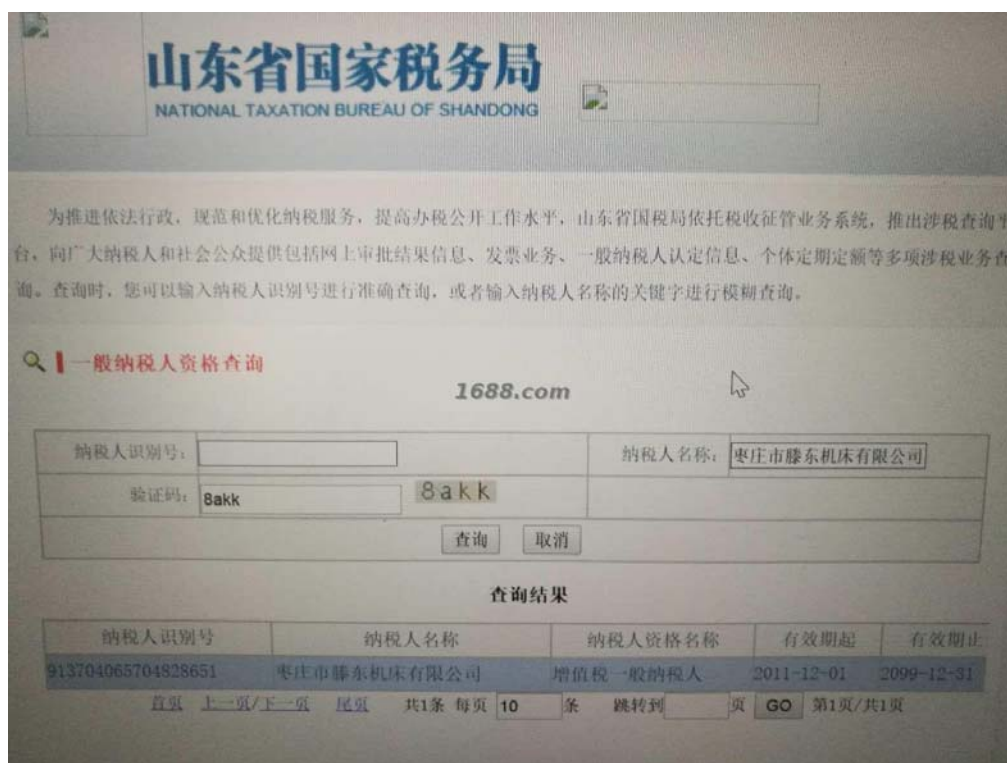 山东省国家税务局
NATIONAL TAXATION BUREAU OF SHANDONG
为推进依法行政、规范和优化纳税服务，提高办税公开工作水平，山东省国税局依托税收征管业务系统，推出涉税查询平
台，向广大纳税人和社会公众提供包括网上审批结果信息、发票业务、一般纳税人认定信息、个体定期定额等多项涉税业务查
询。查询时，您可以输入纳税人识别号进行准确查询，或者输入纳税人名称的关键字进行模糊查询。
一般纳税人资格查询
1688.com
纳税人识别号： 纳税人名称： 枣庄市滕东机床有限公司
验证码： 8akk 8akk
查询 取消
查询结果
纳税人识别号 纳税人名称 纳税人资格名称 有效期起 有效期止
913704065704828651 枣庄市滕东机床有限公司 增值税一般纳税人 2011-12-01 2099-12-31
首页 上一页/下一页 尾页 共1条 每页 10 条 跳转到 页 GO 第1页/共1页